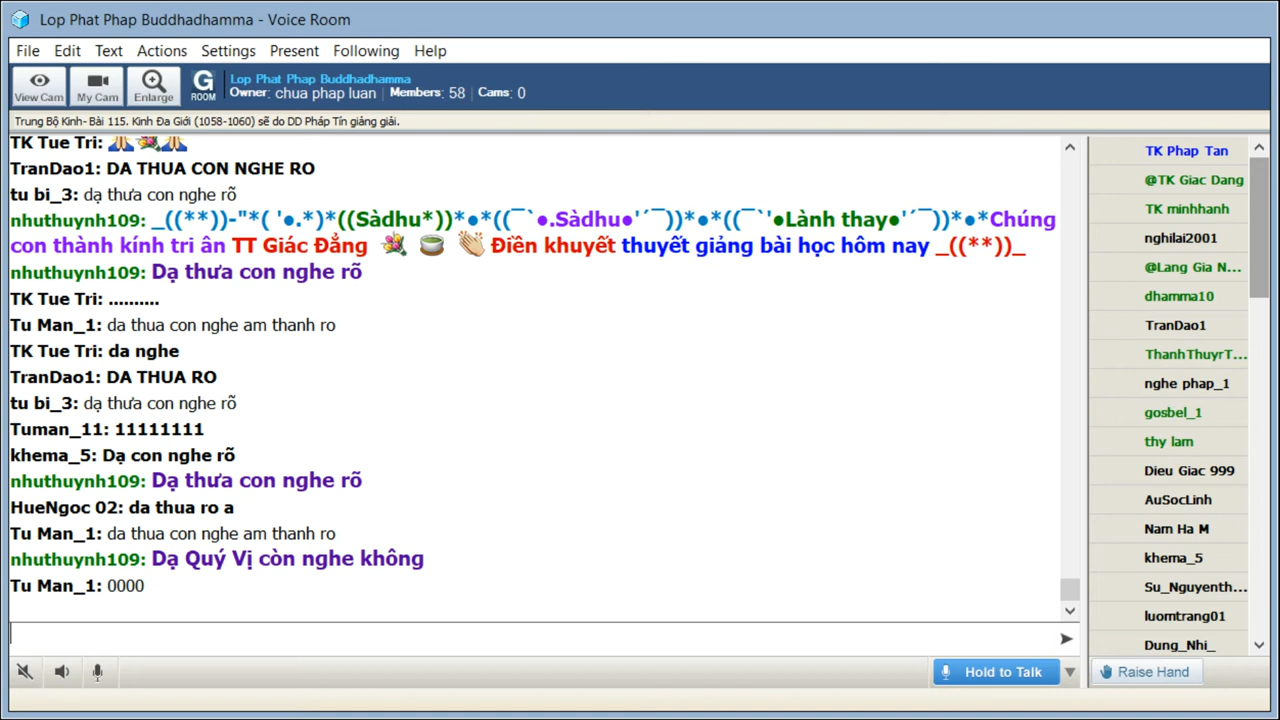 Lop Phat Phap Buddhadhamma - Voice Room
File Edit Text Actions Settings Present Following Help
View Cam My Cam Enlarge G ROOM
Lop Phat Phap Buddhadhamma
Owner: chua phap luan | Members: 58 | Cams: 0
Trung Bộ Kinh- Bài 115. Kinh Đa Giới (1058-1060) sẽ do DD Pháp Tín giảng giải.
TK Tue Tri: 🙏💐🙏
TranDao1: DA THUA CON NGHE RO
tu bi_3: dạ thưa con nghe rõ
nhuthuynh109: _((**))-"*( '●.*)*((Sàdhu*))*●*((¯`●.Sàdhu●'´¯))*●*((¯`'●Lành thay●'´¯))*●*Chúng
con thành kính tri ân TT Giác Đẳng 💐 🍵 👏 Điền khuyết thuyết giảng bài học hôm nay _((**))_
nhuthuynh109: Dạ thưa con nghe rõ
TK Tue Tri: ..........
Tu Man_1: da thua con nghe am thanh ro
TK Tue Tri: da nghe
TranDao1: DA THUA RO
tu bi_3: dạ thưa con nghe rõ
Tuman_11: 11111111
khema_5: Dạ con nghe rõ
nhuthuynh109: Dạ thưa con nghe rõ
HueNgoc 02: da thua ro a
Tu Man_1: da thua con nghe am thanh ro
nhuthuynh109: Dạ Quý Vị còn nghe không
Tu Man_1: 0000
Hold to Talk
TK Phap Tan
@TK Giac Dang
TK minhhanh
nghilai2001
@Lang Gia N...
dhamma10
TranDao1
ThanhThuyrT...
nghe phap_1
gosbel_1
thy lam
Dieu Giac 999
AuSocLinh
Nam Ha M
khema_5
Su_Nguyenth...
luomtrang01
Dung_Nhi_
Raise Hand